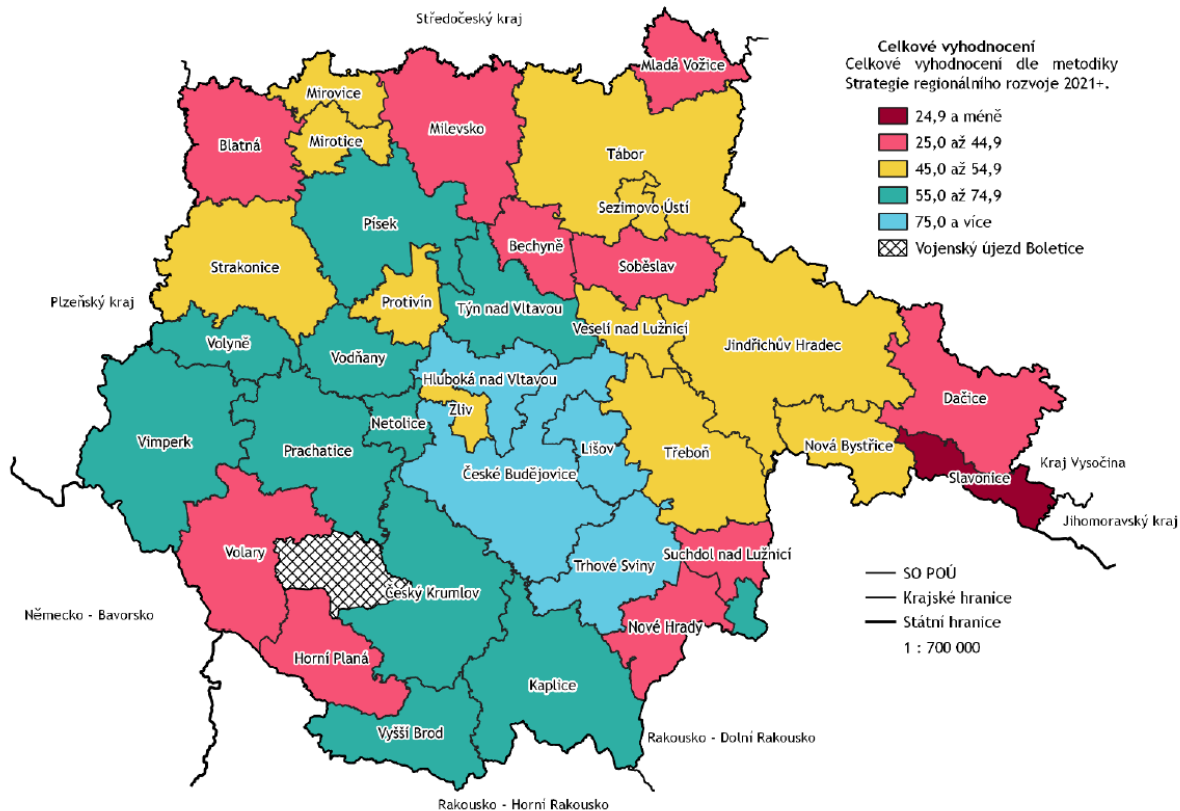 Středočeský kraj
Celkové vyhodnocení
Celkové vyhodnocení dle metodiky
Strategie regionálního rozvoje 2021+.
24,9 a méně
25,0 až 44,9
45,0 až 54,9
55,0 až 74,9
75,0 a více
Vojenský újezd Boletice
Mladá Vožice
Mirovice
Milevsko
Blatná
Mirotice
Tábor
Sezimovo Ústí
Písek
Bechyně
Strakonice
Soběslav
Plzeňský kraj
Protivín
Týn nad Vltavou
Veselí nad Lužnicí
Volyně
Vodňany
Jindřichův Hradec
Hluboká nad Vltavou
Dačice
Zliv
Netolice
Vimperk
Prachatice
Lišov
Třeboň
Nová Bystřice
České Budějovice
Kraj Vysočina
Slavonice
Jihomoravský kraj
Volary
Suchdol nad Lužnicí
Trhové Sviny
Český Krumlov
Německo - Bavorsko
Nové Hrady
Horní Planá
Kaplice
Vyšší Brod
Rakousko - Dolní Rakousko
Rakousko - Horní Rakousko
SO POÚ
Krajské hranice
Státní hranice
1 : 700 000